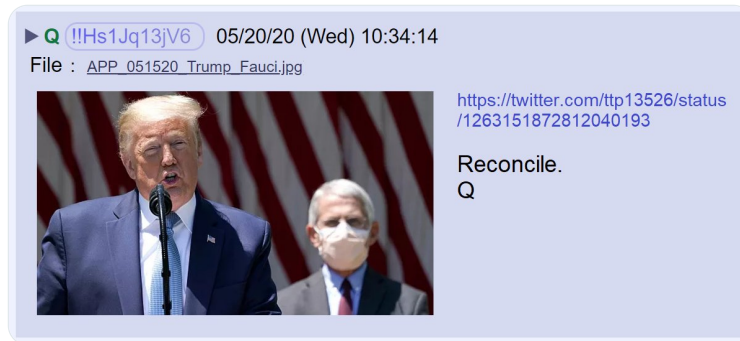 ▶ Q !!Hs1Jq13jV6 05/20/20 (Wed) 10:34:14
File : APP_051520_Trump_Fauci.jpg
https://twitter.com/ttp13526/status
/1263151872812040193
Reconcile.
Q